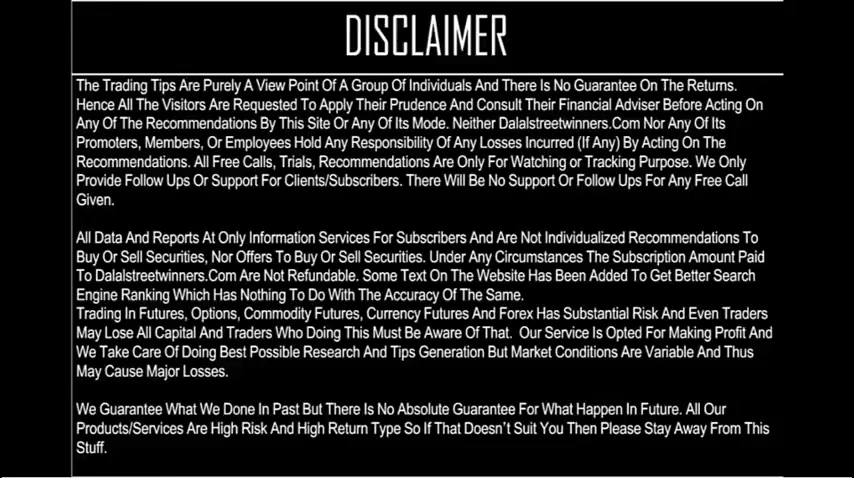 DISCLAIMER
The Trading Tips Are Purely A View Point Of A Group Of Individuals And There Is No Guarantee On The Returns.
Hence All The Visitors Are Requested To Apply Their Prudence And Consult Their Financial Adviser Before Acting On
Any Of The Recommendations By This Site Or Any Of Its Mode. Neither Dalalstreetwinners.Com Nor Any Of Its
Promoters, Members, Or Employees Hold Any Responsibility Of Any Losses Incurred (If Any) By Acting On The
Recommendations. All Free Calls, Trials, Recommendations Are Only For Watching or Tracking Purpose. We Only
Provide Follow Ups Or Support For Clients/Subscribers. There Will Be No Support Or Follow Ups For Any Free Call
Given.
All Data And Reports At Only Information Services For Subscribers And Are Not Individualized Recommendations To
Buy Or Sell Securities, Nor Offers To Buy Or Sell Securities. Under Any Circumstances The Subscription Amount Paid
To Dalalstreetwinners.Com Are Not Refundable. Some Text On The Website Has Been Added To Get Better Search
Engine Ranking Which Has Nothing To Do With The Accuracy Of The Same.
Trading In Futures, Options, Commodity Futures, Currency Futures And Forex Has Substantial Risk And Even Traders
May Lose All Capital And Traders Who Doing This Must Be Aware Of That. Our Service Is Opted For Making Profit And
We Take Care Of Doing Best Possible Research And Tips Generation But Market Conditions Are Variable And Thus
May Cause Major Losses.
We Guarantee What We Done In Past But There Is No Absolute Guarantee For What Happen In Future. All Our
Products/Services Are High Risk And High Return Type So If That Doesn't Suit You Then Please Stay Away From This
Stuff.